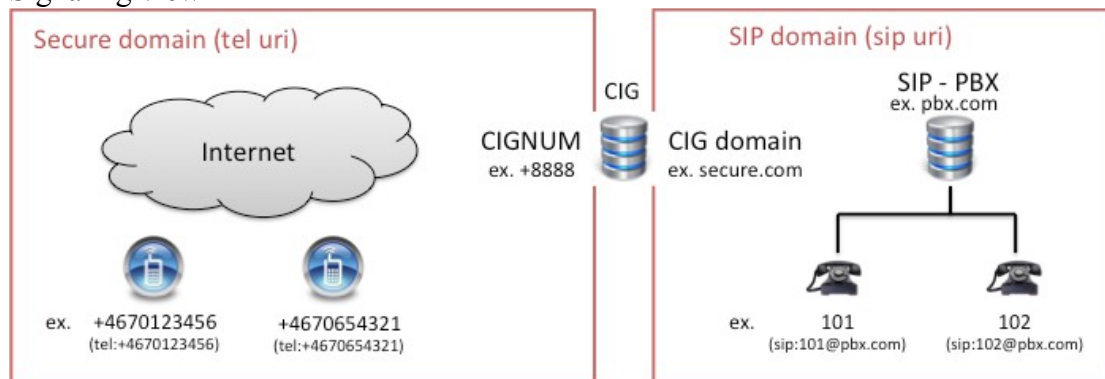 Secure domain (tel uri)
Internet
ex. +4670123456
(tel:+4670123456)
+4670654321
(tel:+4670654321)
CIG
CIGNUM
ex. +8888
CIG domain
ex. secure.com
SIP domain (sip uri)
SIP - PBX
ex. pbx.com
ex. 101
(sip:101@pbx.com)
102
(sip:102@pbx.com)